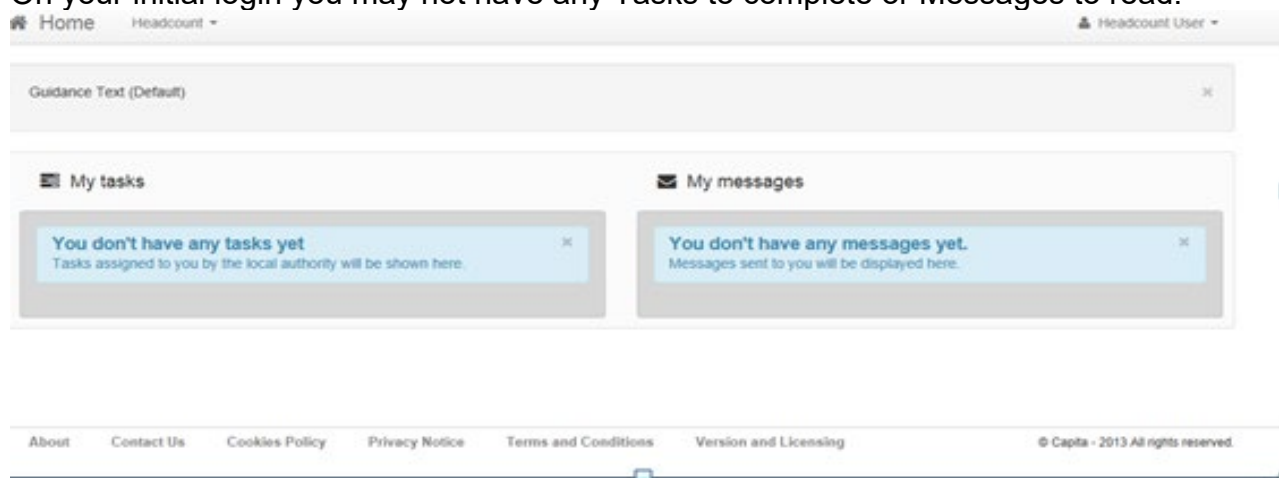 On your initial login you may not have any Tasks to complete or Messages to read.
Home Headcount Headcount User
Guidance Text (Default)
My tasks
You don't have any tasks yet
Tasks assigned to you by the local authority will be shown here.
My messages
You don't have any messages yet.
Messages sent to you will be displayed here.
About Contact Us Cookies Policy Privacy Notice Terms and Conditions Version and Licensing © Capita - 2013 All rights reserved.